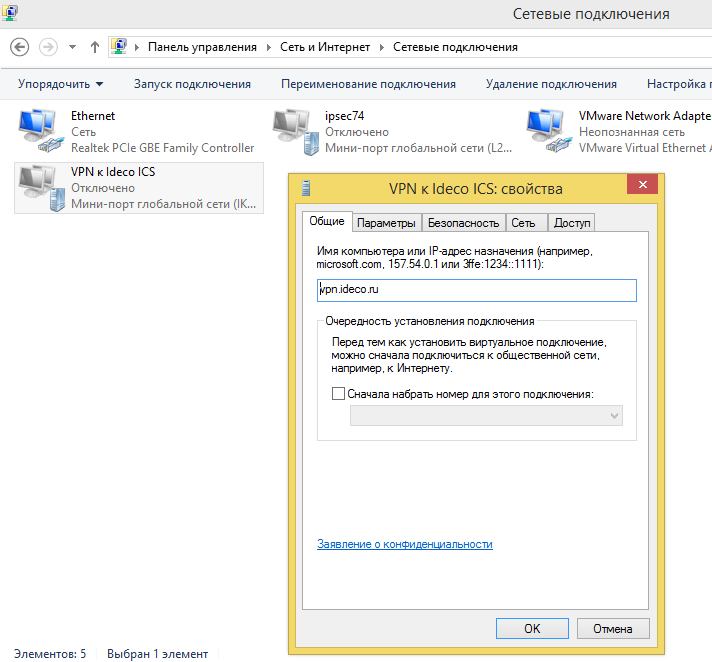 Сетевые подключения
Панель управления Сеть и Интернет Сетевые подключения
Упорядочить Запуск подключения Переименование подключения Удаление подключения Настройка
Ethernet
Сеть
Realtek PCIe GBE Family Controller
ipsec74
Отключено
Мини-порт глобальной сети (L2...
VMware Network Adapte
Неопознанная сеть
VMware Virtual Ethernet
VPN к Ideco ICS
Отключено
Мини-порт глобальной сети (IK...
VPN к Ideco ICS: свойства
Общие Параметры Безопасность Сеть Доступ
Имя компьютера или IP-адрес назначения (например,
microsoft.com, 157.54.0.1 или 3ffe:1234::1111):
vpn.ideco.ru
Очередность установления подключения
Перед тем как установить виртуальное подключение,
можно сначала подключиться к общественной сети,
например, к Интернету.
Сначала набрать номер для этого подключения:
Заявление о конфиденциальности
OK Отмена
Элементов: 5 Выбран 1 элемент